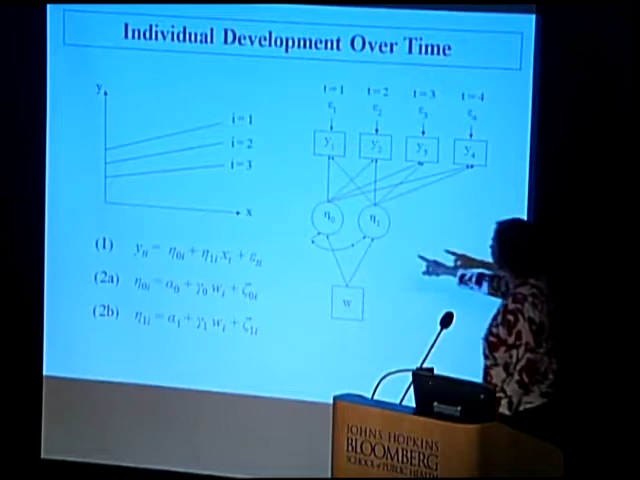 Individual Development Over Time
y
i = 1
i = 2
i = 3
x
t=1 t=2 t=3 t=4
ε₁ ε₂ ε₃ ε₄
y₁ y₂ y₃ y₄
η₀ η₁
w
(1) yₜᵢ = η₀ᵢ + η₁ᵢ xₜ + εₜᵢ
(2a) η₀ᵢ = α₀ + γ₀ wᵢ + ζ₀ᵢ
(2b) η₁ᵢ = α₁ + γ₁ wᵢ + ζ₁ᵢ
JOHNS HOPKINS
BLOOMBERG
SCHOOL of PUBLIC HEALTH